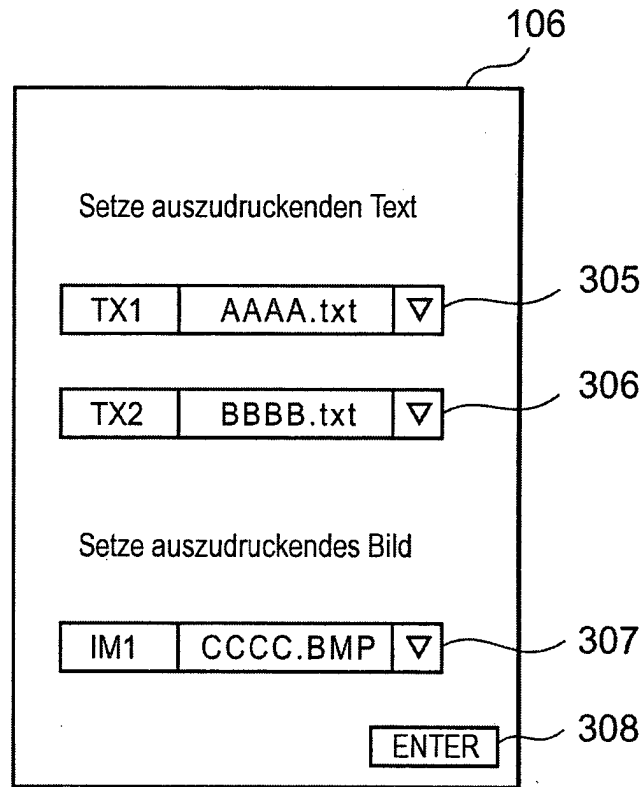 106
Setze auszudruckenden Text
TX1 AAAA.txt ▽ 305
TX2 BBBB.txt ▽ 306
Setze auszudruckendes Bild
IM1 CCCC.BMP ▽ 307
ENTER 308